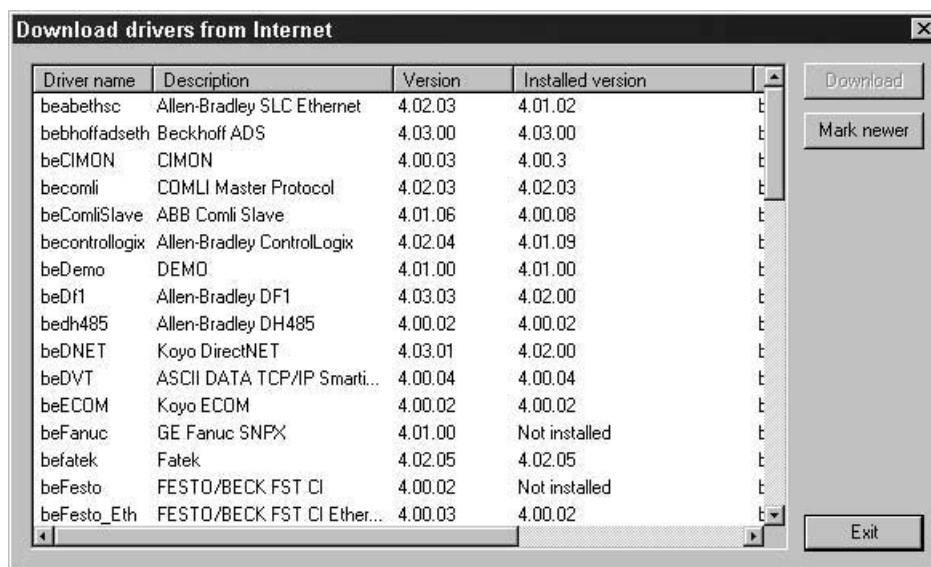 Download drivers from Internet
Driver name Description Version Installed version
beabethsc Allen-Bradley SLC Ethernet 4.02.03 4.01.02
bebhoffadseth Beckhoff ADS 4.03.00 4.03.00
beCIMON CIMON 4.00.03 4.00.3
becomli COMLI Master Protocol 4.02.03 4.02.03
beComliSlave ABB Comli Slave 4.01.06 4.00.08
becontrollogix Allen-Bradley ControlLogix 4.02.04 4.01.09
beDemo DEMO 4.01.00 4.01.00
beDf1 Allen-Bradley DF1 4.03.03 4.02.00
bedh485 Allen-Bradley DH485 4.00.02 4.00.02
beDNET Koyo DirectNET 4.03.01 4.02.00
beDVT ASCII DATA TCP/IP Smarti... 4.00.04 4.00.04
beECOM Koyo ECOM 4.00.02 4.00.02
beFanuc GE Fanuc SNPX 4.01.00 Not installed
befatek Fatek 4.02.05 4.02.05
beFesto FESTO/BECK FST CI 4.00.02 Not installed
beFesto_Eth FESTO/BECK FST CI Ether... 4.00.03 4.00.02
Download
Mark newer
Exit